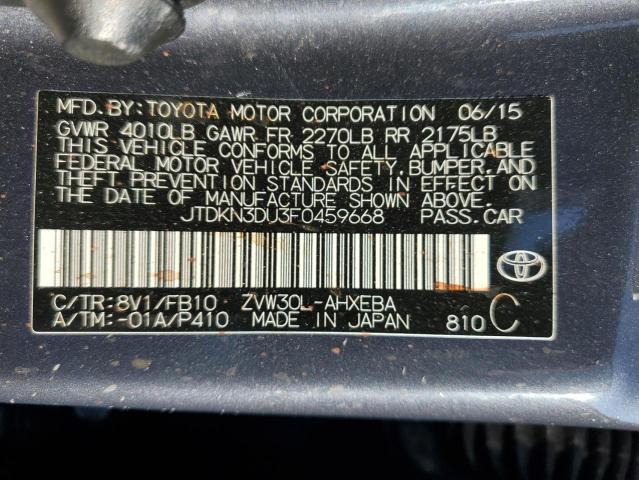 MFD. BY: TOYOTA MOTOR CORPORATION 06/15
GVWR 4010LB GAWR FR 2270LB RR 2175LB
THIS VEHICLE CONFORMS TO ALL APPLICABLE
FEDERAL MOTOR VEHICLE SAFETY, BUMPER, AND
THEFT PREVENTION STANDARDS IN EFFECT ON
THE DATE OF MANUFACTURE SHOWN ABOVE.
JTDKN3DU3F0459668 PASS. CAR
C/TR: 8V1/FB10 ZVW30L-AHXEBA
A/TM: -01A/P410 MADE IN JAPAN 810 C